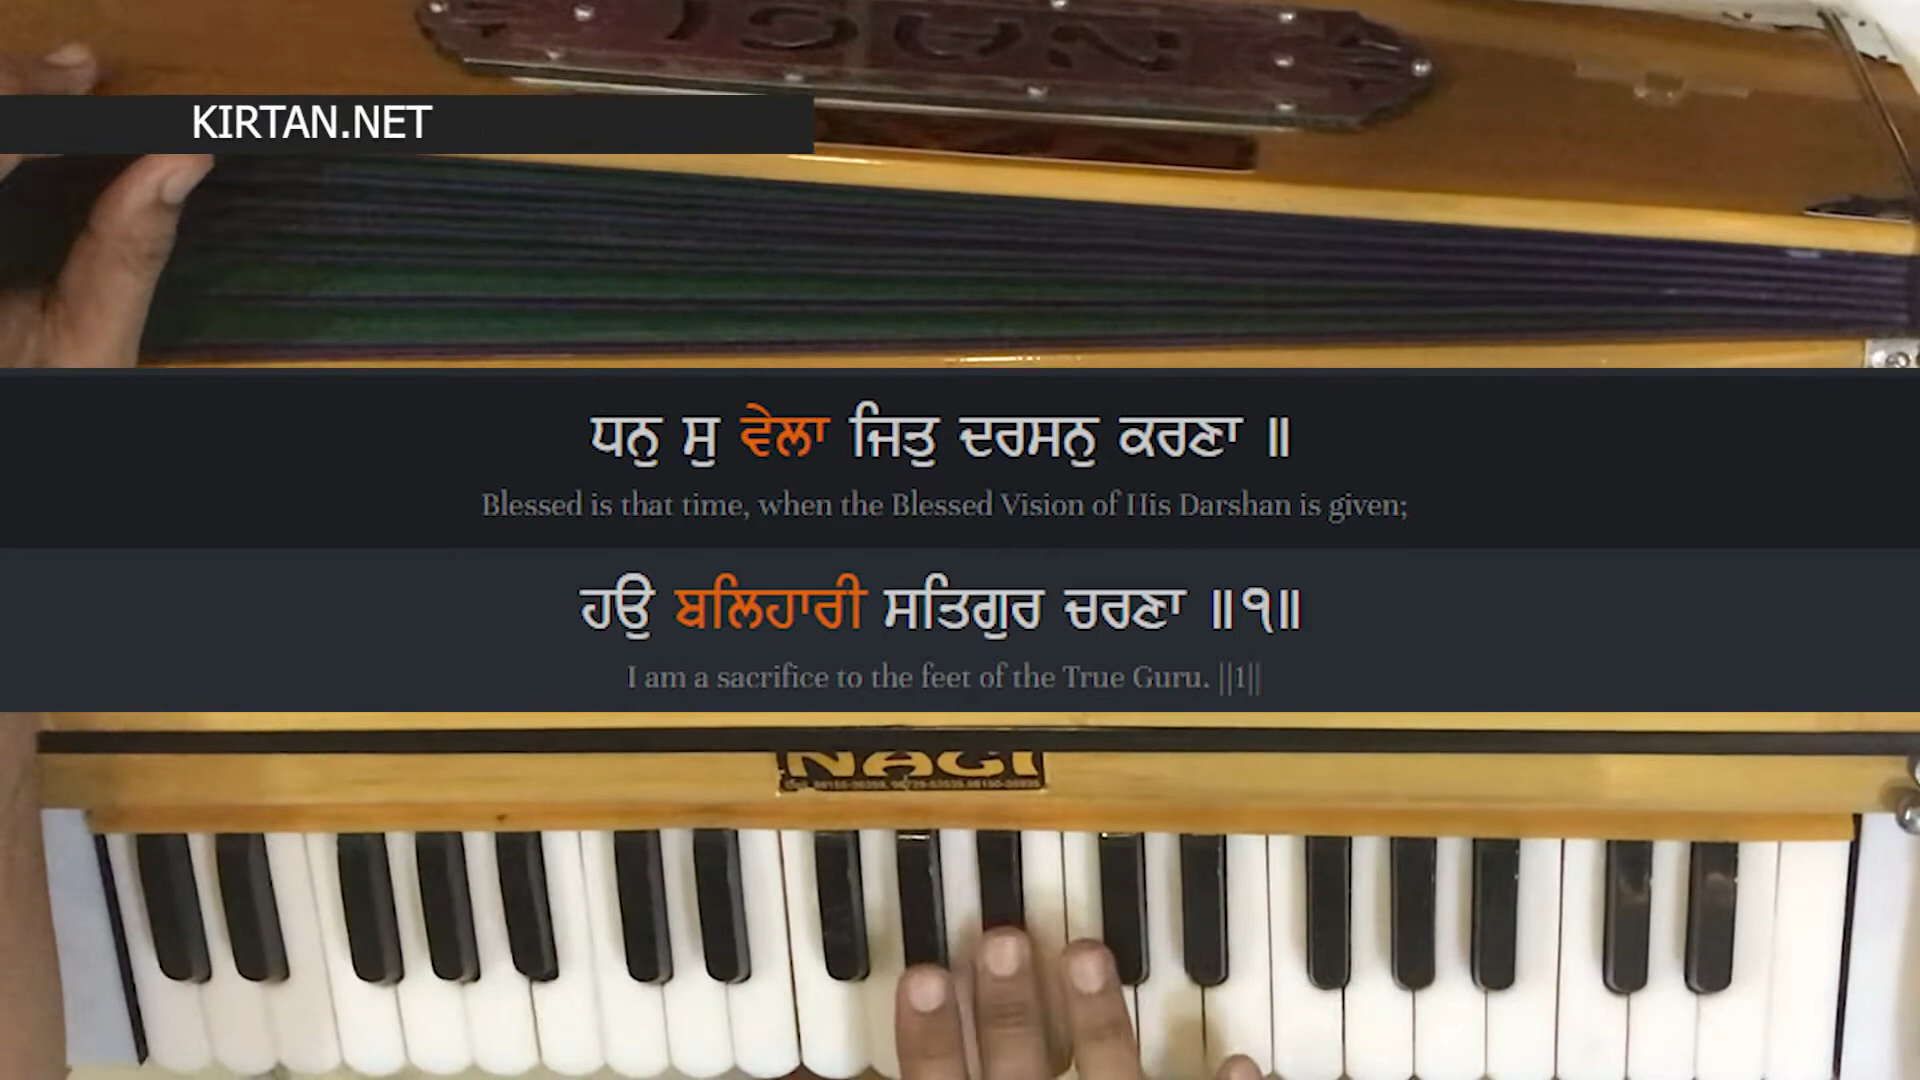 KIRTAN.NET
ਧਨੁ ਸੁ ਵੇਲਾ ਜਿਤੁ ਦਰਸਨੁ ਕਰਣਾ ॥
Blessed is that time, when the Blessed Vision of His Darshan is given;
ਹਉ ਬਲਿਹਾਰੀ ਸਤਿਗੁਰ ਚਰਣਾ ॥੧॥
I am a sacrifice to the feet of the True Guru. ||1||
NAGI